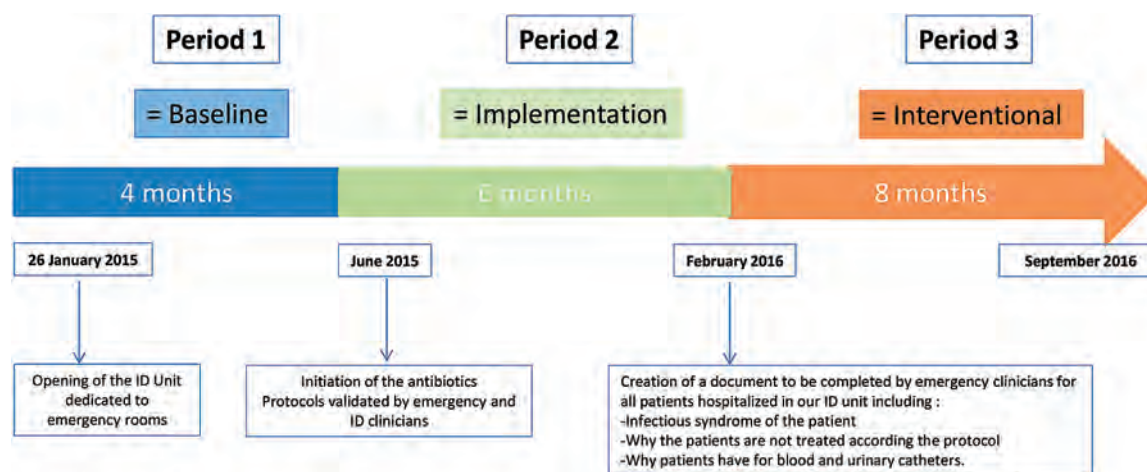 Period 1
Period 2
Period 3
= Baseline
= Implementation
= Interventional
4 months
6 months
8 months
26 January 2015
June 2015
February 2016
September 2016
Opening of the ID Unit
dedicated to
emergency rooms
Initiation of the antibiotics
Protocols validated by emergency and
ID clinicians
Creation of a document to be completed by emergency clinicians for
all patients hospitalized in our ID unit including :
-Infectious syndrome of the patient
-Why the patients are not treated according the protocol
-Why patients have for blood and urinary catheters.